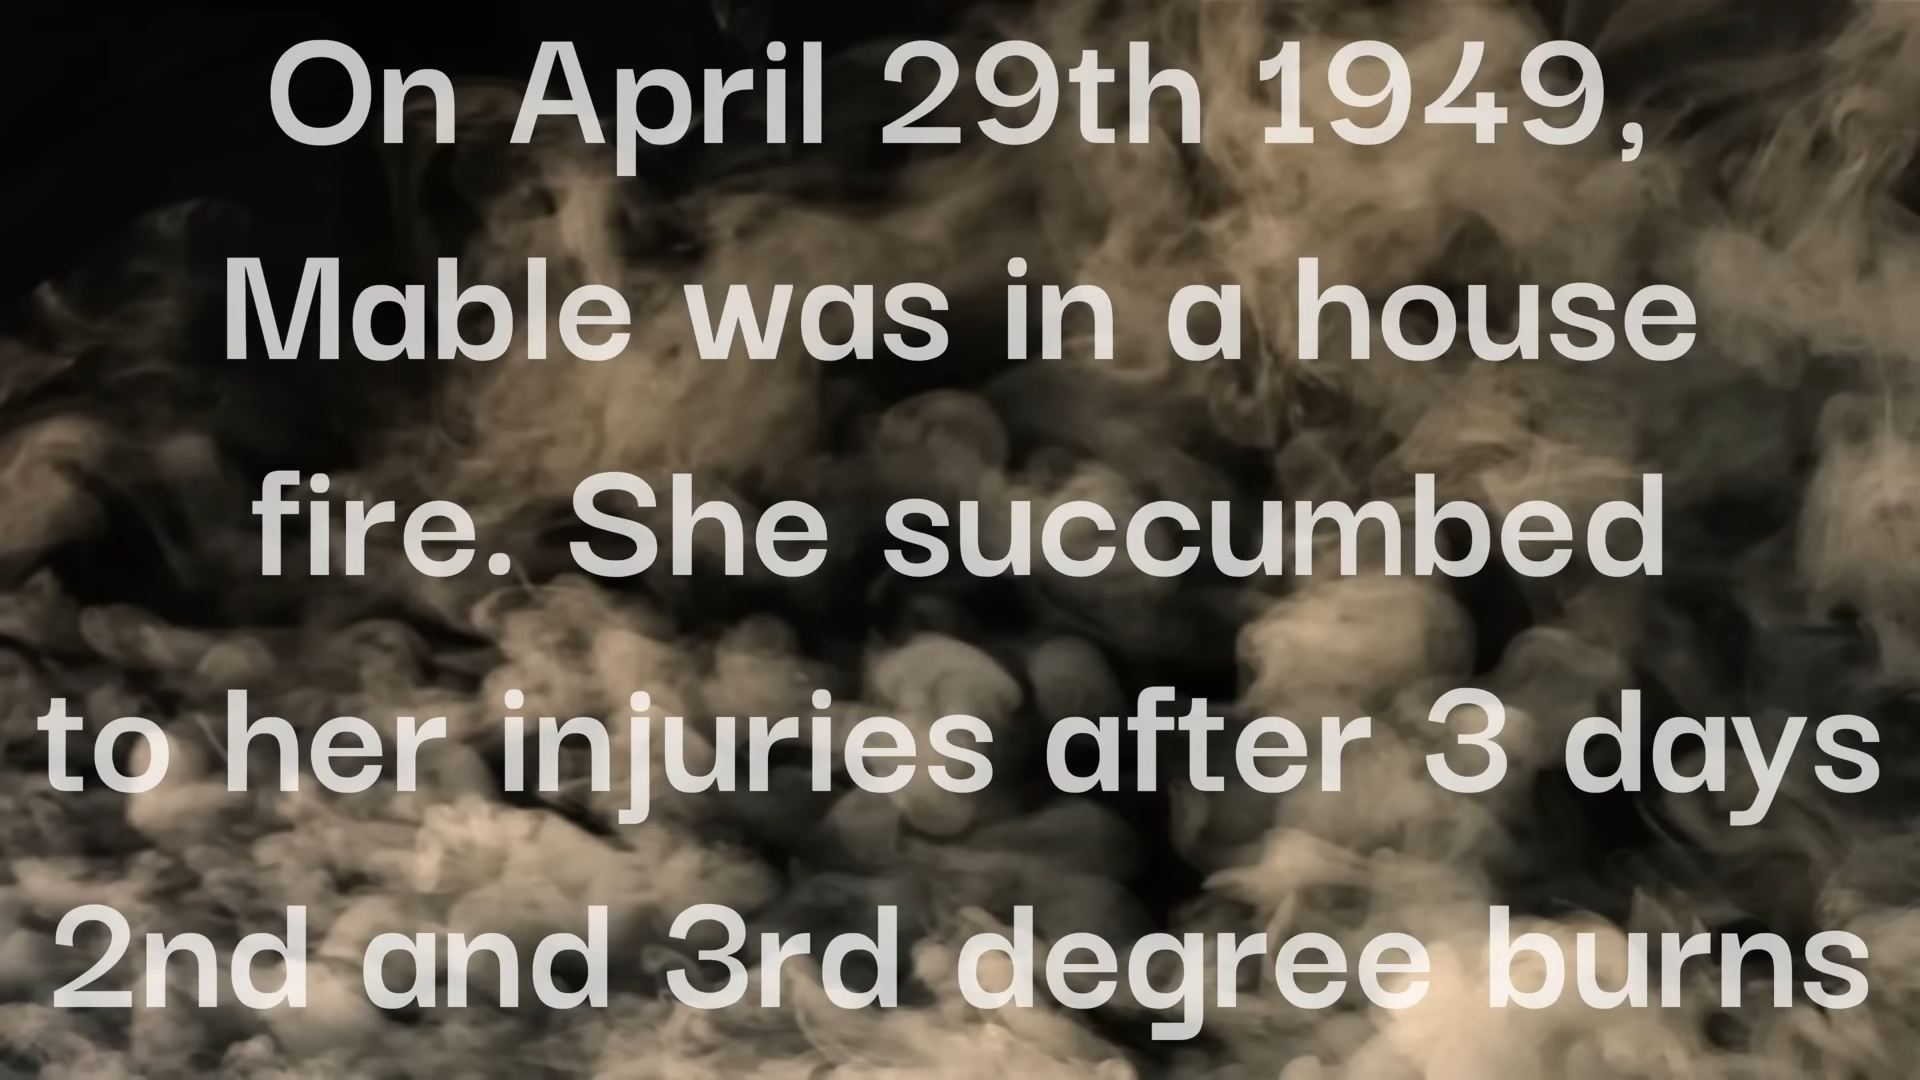 On April 29th 1949,
Mable was in a house
fire. She succumbed
to her injuries after 3 days
2nd and 3rd degree burns